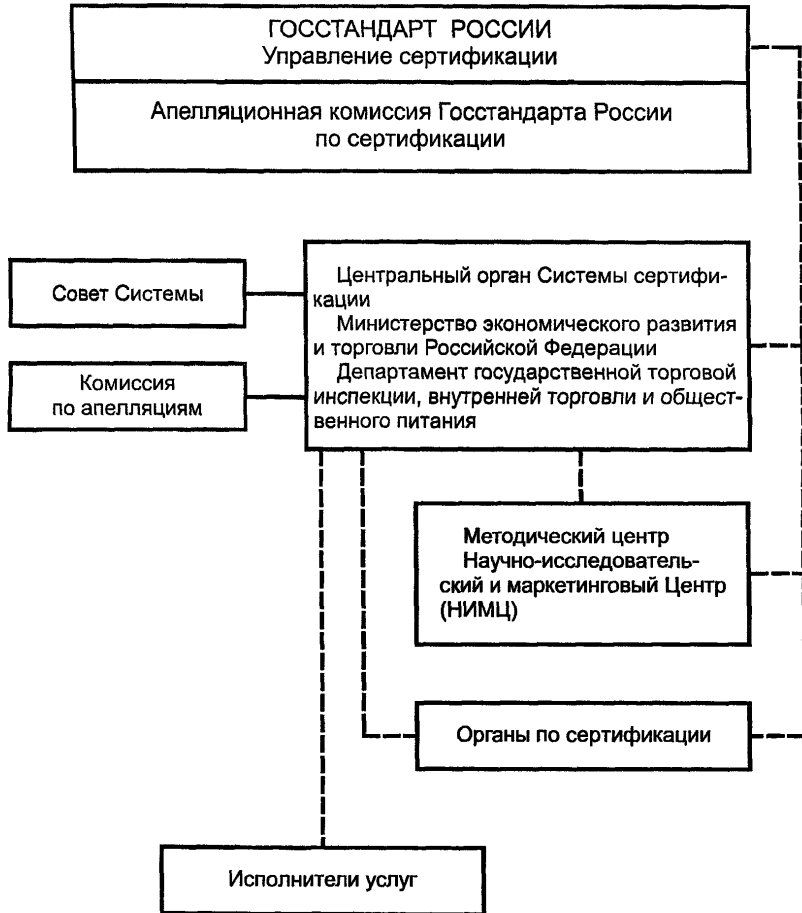 ГОССТАНДАРТ РОССИИ
Управление сертификации
Апелляционная комиссия Госстандарта России
по сертификации
Совет Системы
Комиссия
по апелляциям
Центральный орган Системы сертифи-
кации
Министерство экономического развития
и торговли Российской Федерации
Департамент государственной торговой
инспекции, внутренней торговли и общест-
венного питания
Методический центр
Научно-исследователь-
ский и маркетинговый Центр
(НИМЦ)
Органы по сертификации
Исполнители услуг